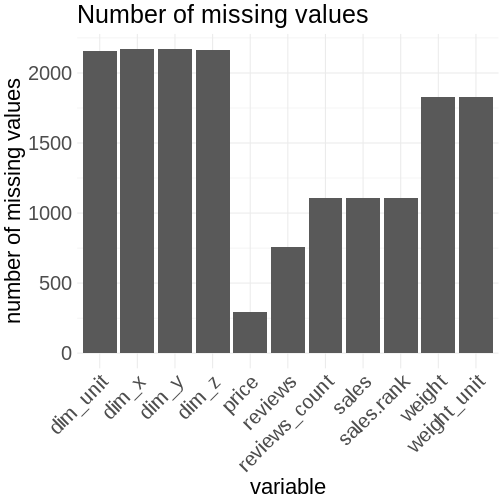 Number of missing values
number of missing values
2000
1500
1000
500
0
dim_unit
dim_x
dim_y
dim_z
price
reviews
reviews_count
sales
sales.rank
weight
weight_unit
variable